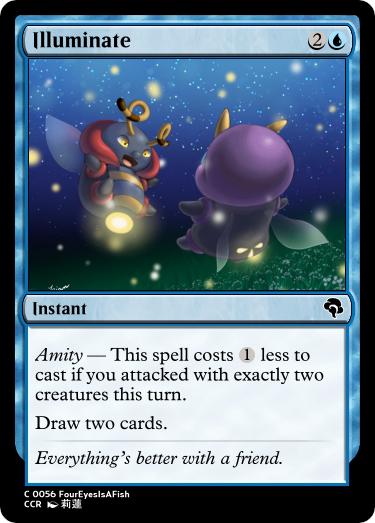 Illuminate 2
Instant
Amity — This spell costs 1 less to
cast if you attacked with exactly two
creatures this turn.
Draw two cards.
Everything's better with a friend.
C 0056 FourEyesIsAFish
CCR 莉蓮